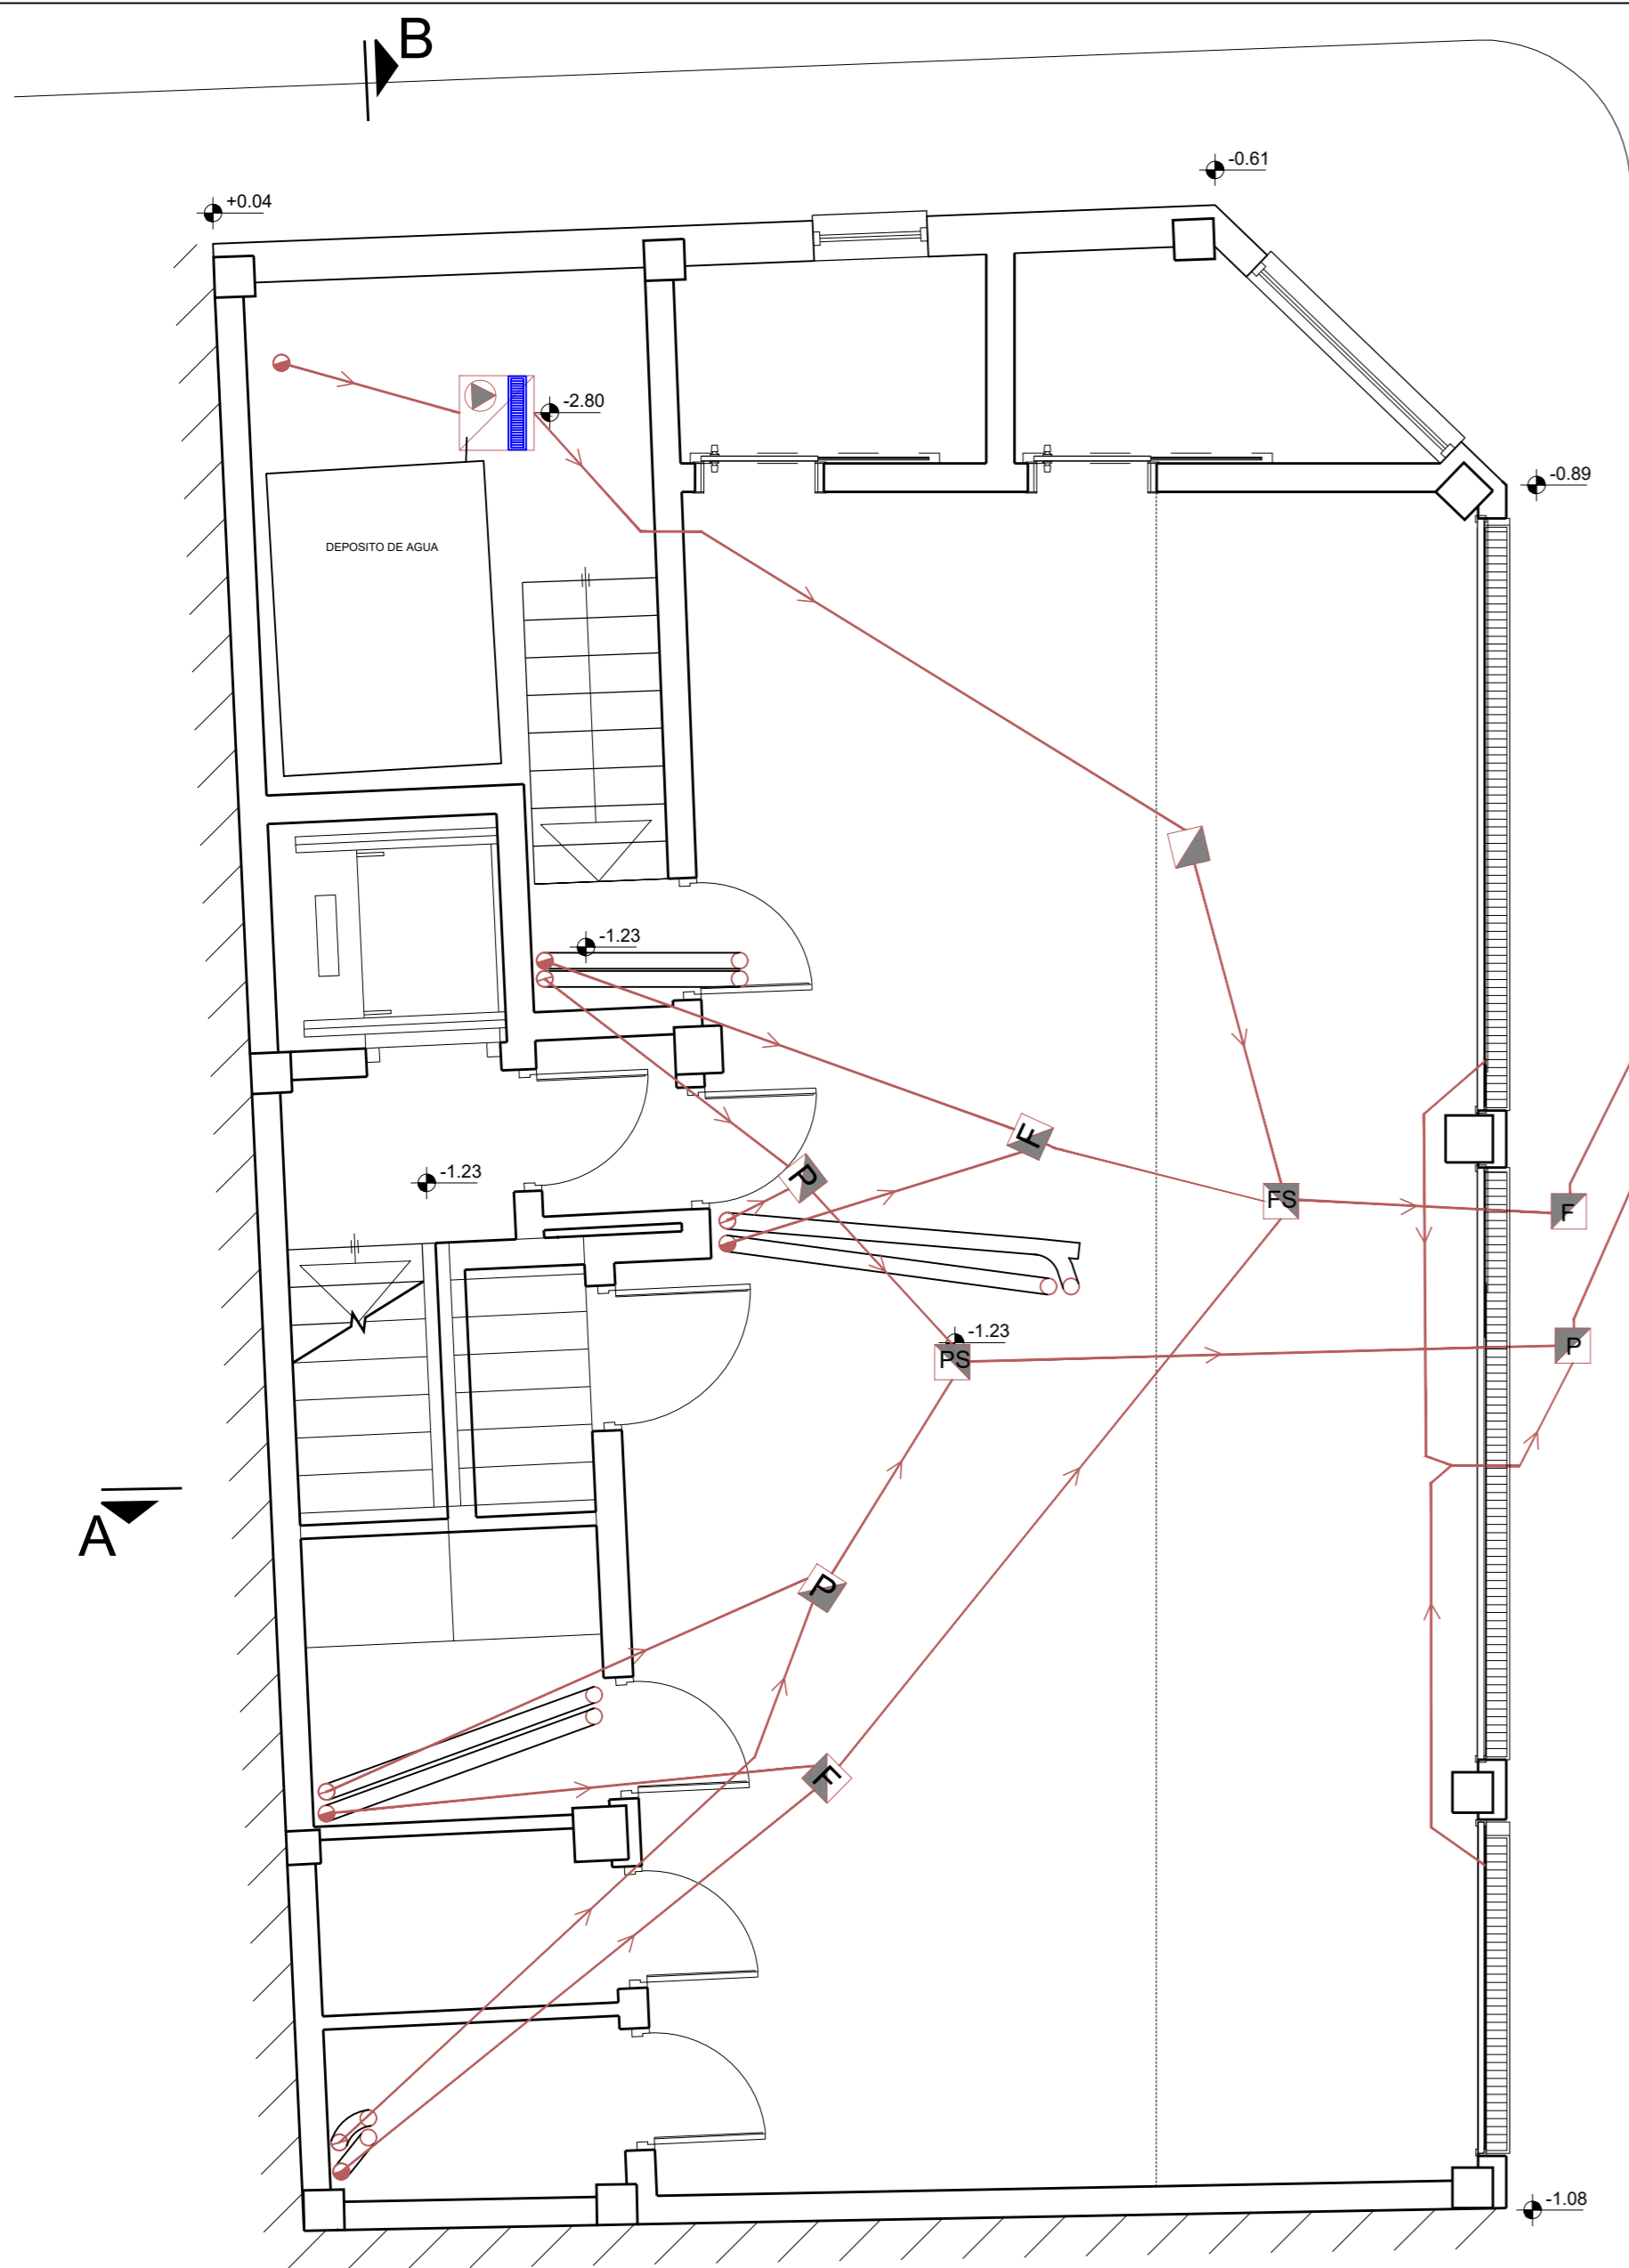 B
-0.61
+0.04
-2.80
-0.89
DEPOSITO DE AGUA
-1.23
F
P
-1.23
FS
F
-1.23
P
PS
A
P
F
-1.08